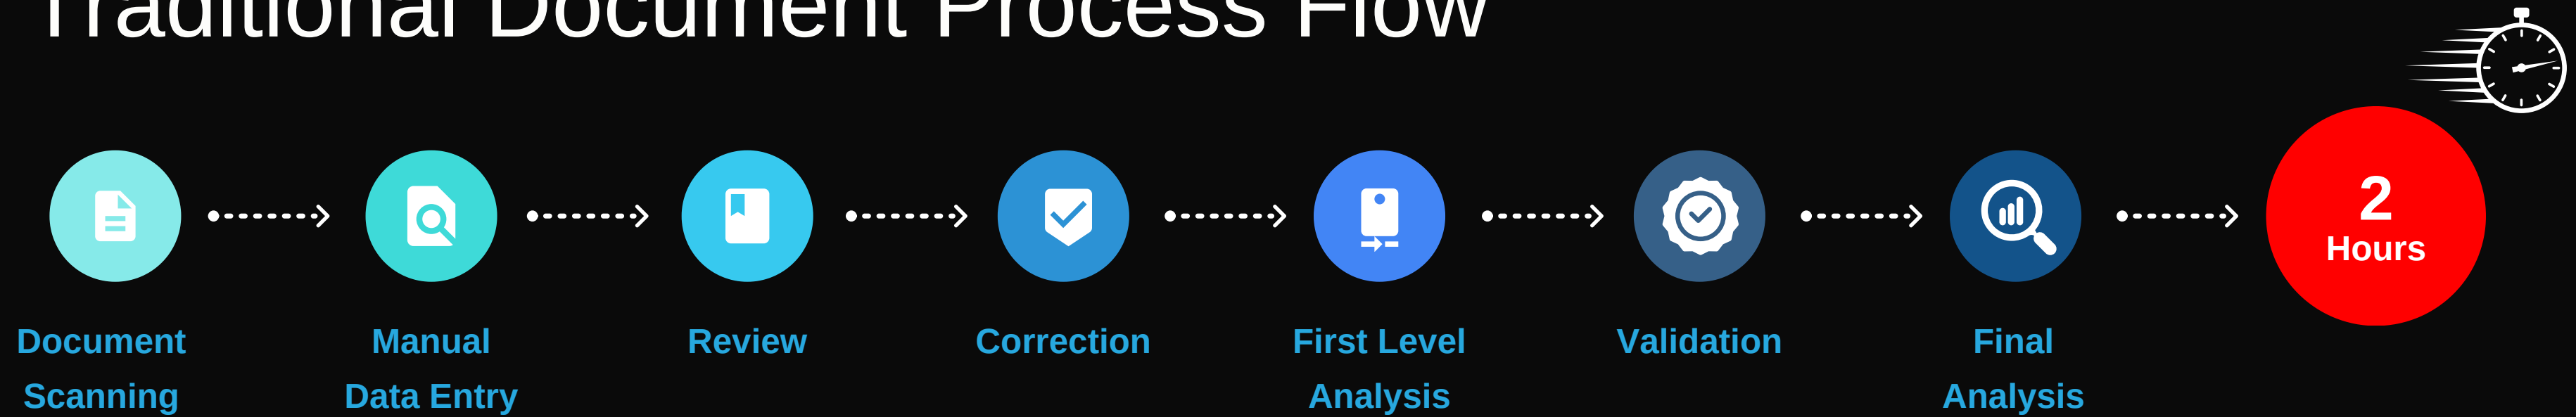 Traditional Document Process Flow
2
Hours
Document
Scanning
Manual
Data Entry
Review
Correction
First Level
Analysis
Validation
Final
Analysis